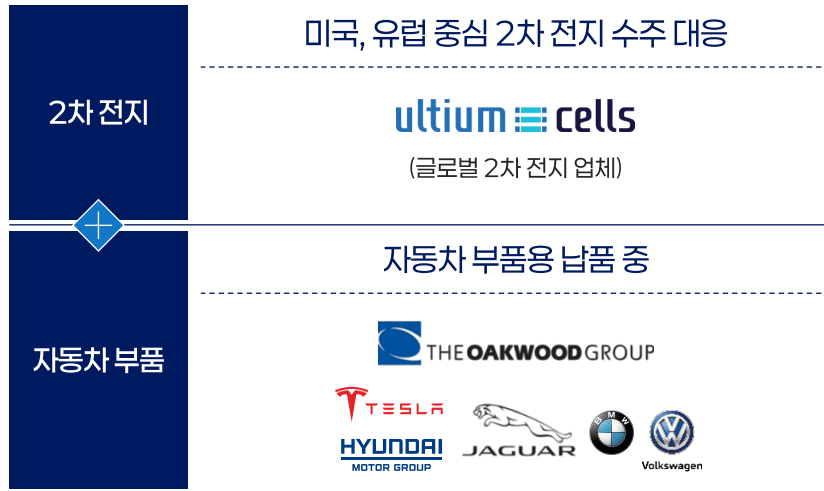 미국, 유럽 중심 2차 전지 수주 대응
2차 전지
ultium cells
(글로벌 2차 전지 업체)
자동차 부품용 납품 중
자동차 부품
THE OAKWOOD GROUP
TESLA
HYUNDAI
MOTOR GROUP
JAGUAR
BMW
Volkswagen